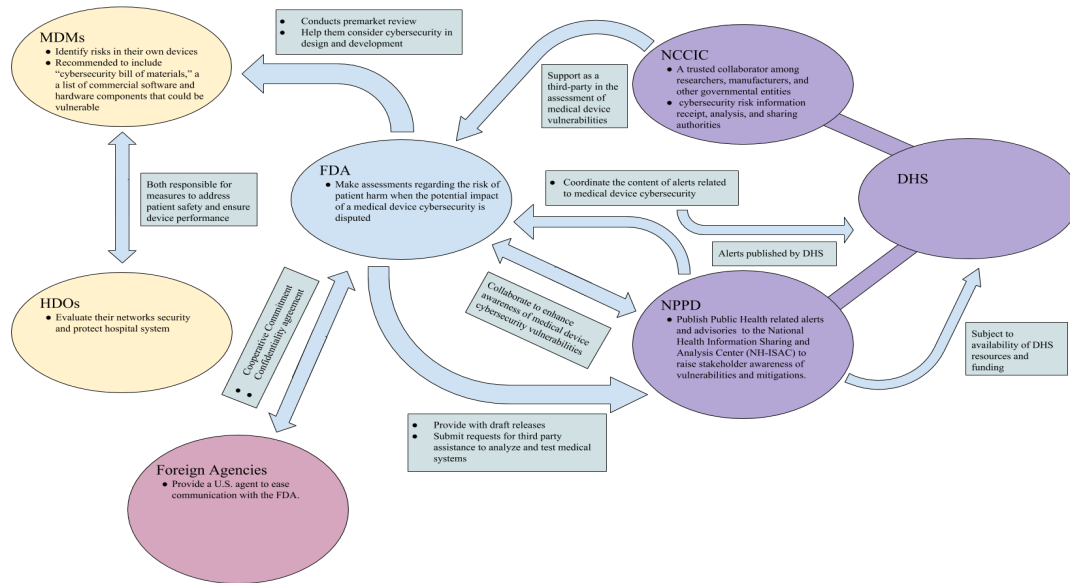 MDMs
● Identify risks in their own devices
● Recommended to include
“cybersecurity bill of materials,” a
a list of commercial software and
hardware components that could be
vulnerable
● Conducts premarket review
● Help them consider cybersecurity in
design and development
Support as a
third-party in the
assessment of
medical device
vulnerabilities
NCCIC
● A trusted collaborator among
researchers, manufacturers, and
other governmental entities
● cybersecurity risk information
receipt, analysis, and sharing
authorities
DHS
FDA
● Make assessments regarding the risk of
patient harm when the potential impact
of a medical device cybersecurity is
disputed
Both responsible for
measures to address
patient safety and ensure
device performance
● Coordinate the content of alerts related
to medical device cybersecurity
Alerts published by DHS
HDOs
● Evaluate their networks security
and protect hospital system
● Cooperative Commitment
● Confidentiality agreement
Collaborate to enhance
awareness of medical device
cybersecurity vulnerabilities
NPPD
● Publish Public Health related alerts
and advisories to the National
Health Information Sharing and
Analysis Center (NH-ISAC) to
raise stakeholder awareness of
vulnerabilities and mitigations.
Subject to
availability of DHS
resources and
funding
● Provide with draft releases
● Submit requests for third party
assistance to analyze and test medical
systems
Foreign Agencies
● Provide a U.S. agent to ease
communication with the FDA.